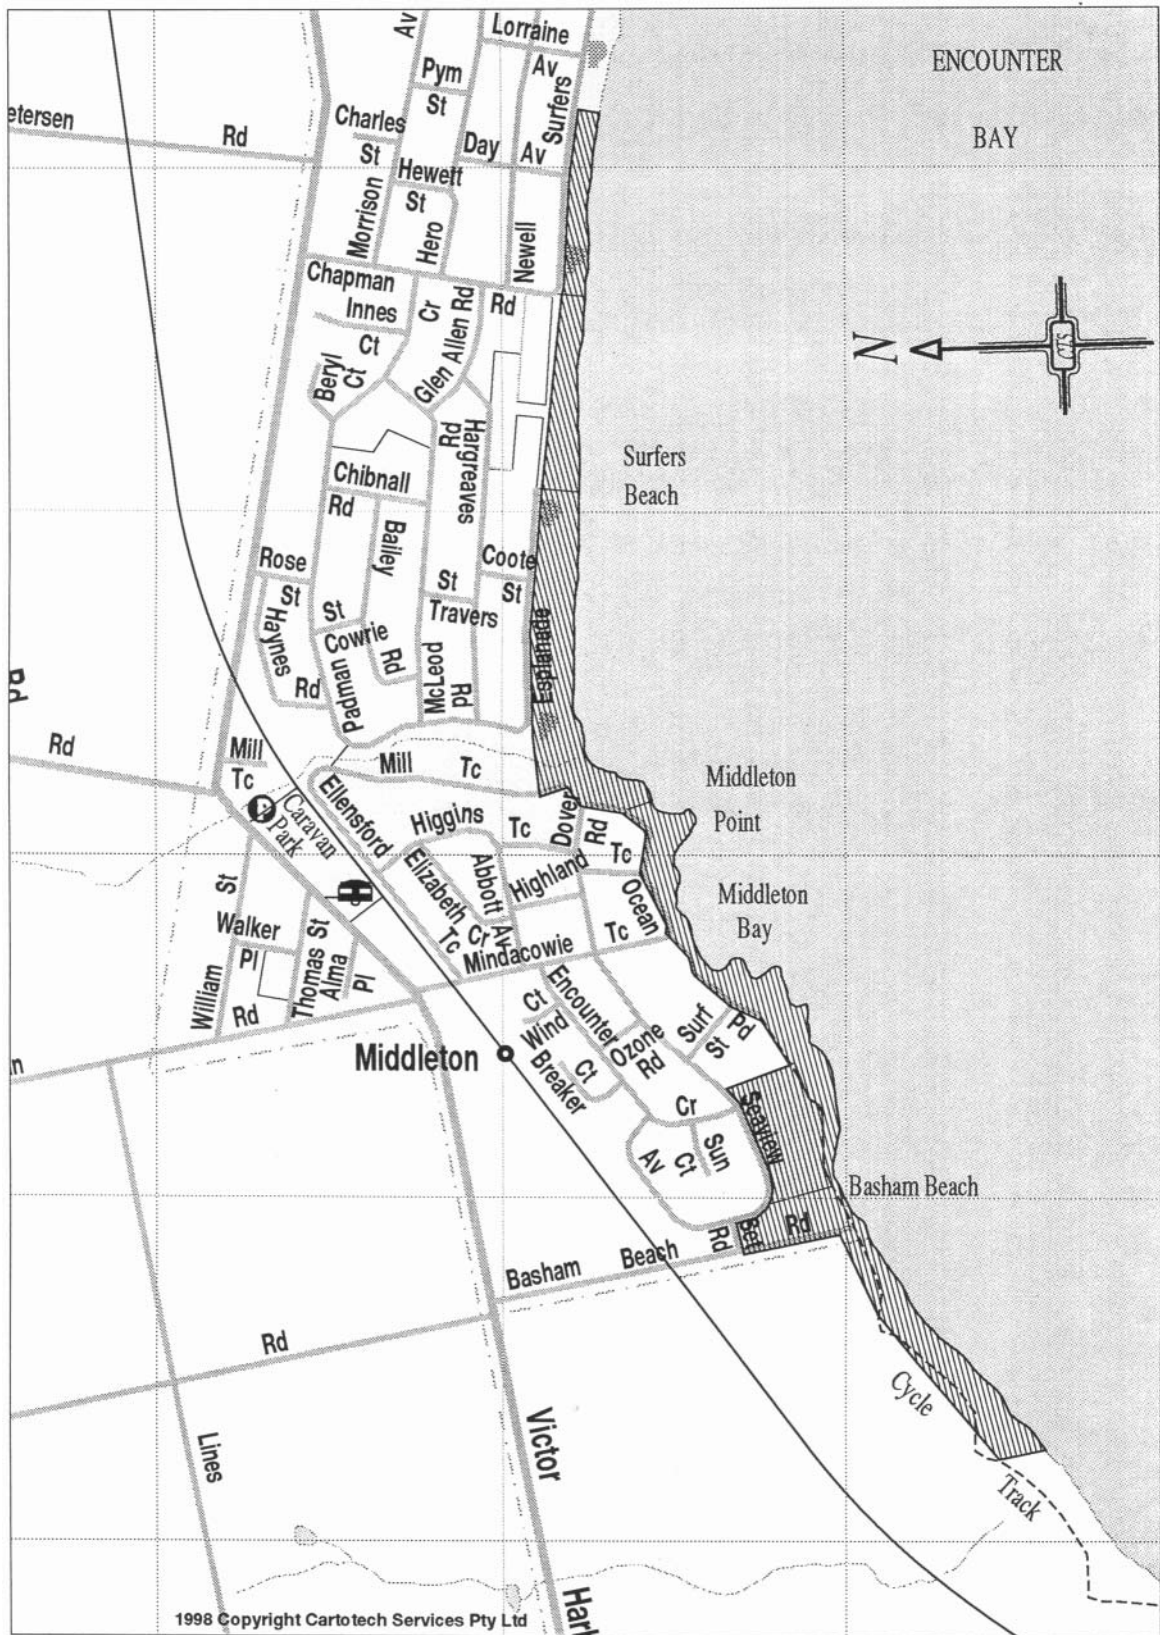 Lorraine
Av
ENCOUNTER
BAY
Pym
St
Av
Surfers
etersen
Rd
Charles
St
Day
Av
Hewett
St
Morrison
Hero
Newell
Chapman
Innes
Cr
Rd
Ct
Glen Allen Rd
Beryl
Ct
N
CTS
Hargreaves
Rd
Surfers
Beach
Chibnall
Rd
Bailey
Rose
St
Coote
St
St
Haynes
St
Cowrie
Travers
Rd
Padman
Rd
McLeod
Rd
Esplanade
Rd
Rd
Mill
Tc
Mill
Tc
Middleton
Point
P
Caravan
Park
Ellensford
Higgins
Tc
Dover
Rd
Tc
Abbott
Av
Highland
Elizabeth
Cr
Tc
Ocean
Tc
Middleton
Bay
St
Walker
Pl
Thomas St
Alma
Pl
William
Rd
Mindacowie
Ct
Wind
Encounter
Surf
St
Pd
Ozone
Rd
Middleton
Breaker
Ct
n
Cr
Seaview
Sun
Ct
Av
Basham Beach
Rd
Set
Rd
Basham
Beach
Rd
Cycle
Track
Lines
Victor
Harl
1998 Copyright Cartotech Services Pty Ltd